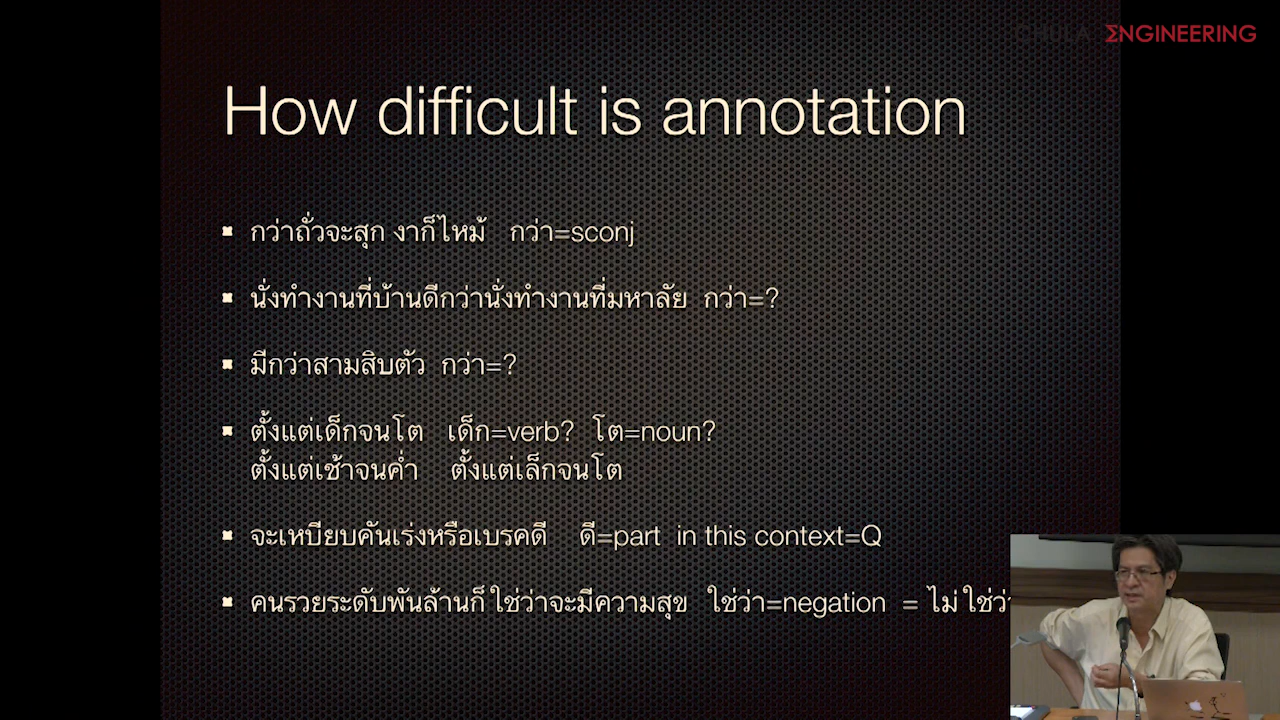 CHULA ΣNGINEERING
How difficult is annotation
กว่าถั่วจะสุก งาก็ไหม้ กว่า=sconj
นั่งทำงานที่บ้านดีกว่านั่งทำงานที่มหาลัย กว่า=?
มีกว่าสามสิบตัว กว่า=?
ตั้งแต่เด็กจนโต เด็ก=verb? โต=noun?
ตั้งแต่เช้าจนค่ำ ตั้งแต่เล็กจนโต
จะเหบียบคันเร่งหรือเบรคดี ดี=part in this context=Q
คนรวยระดับพันล้านก็ใช่ว่าจะมีความสุข ใช่ว่า=negation = ไม่ใช่ว่